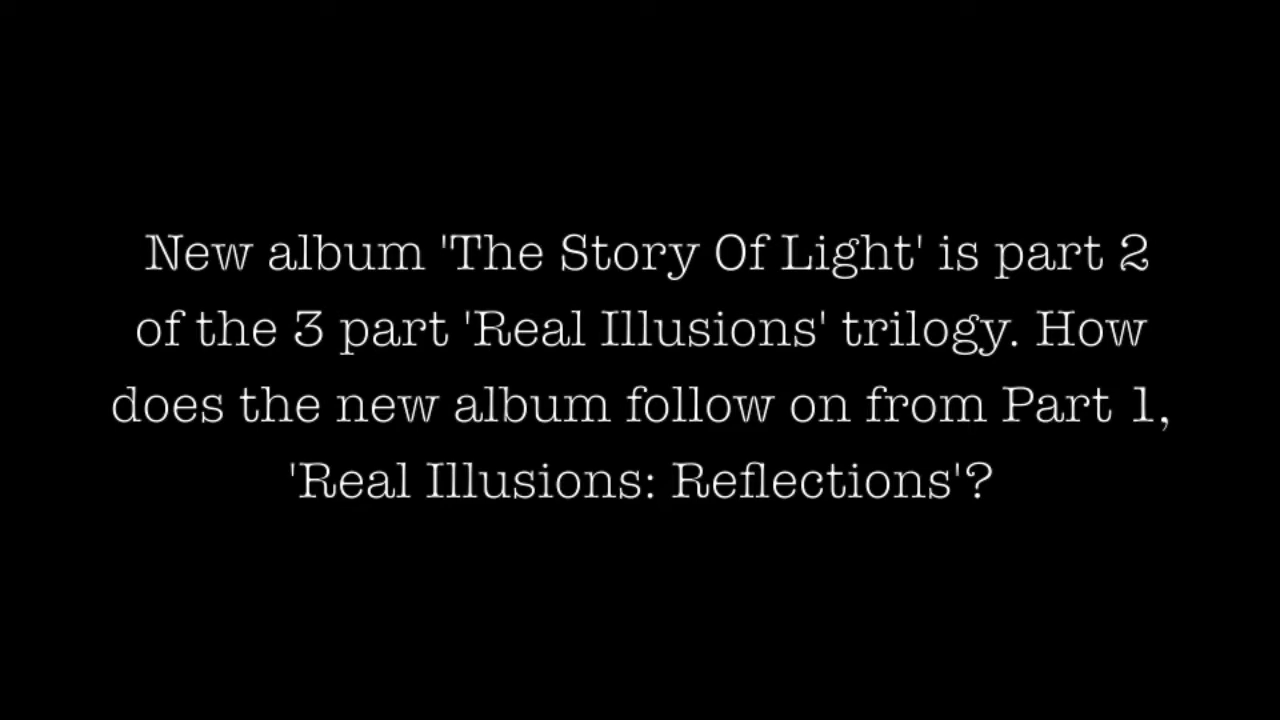 New album 'The Story Of Light' is part 2
of the 3 part 'Real Illusions' trilogy. How
does the new album follow on from Part 1,
'Real Illusions: Reflections'?